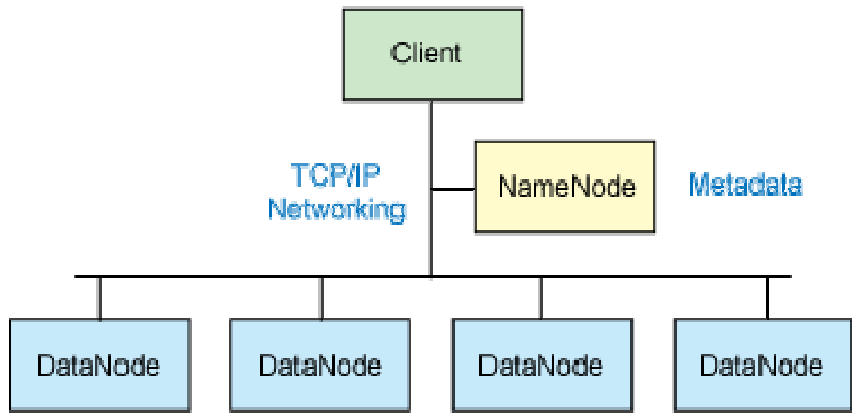 Client
TCP/IP
Networking
NameNode
Metadata
DataNode
DataNode
DataNode
DataNode